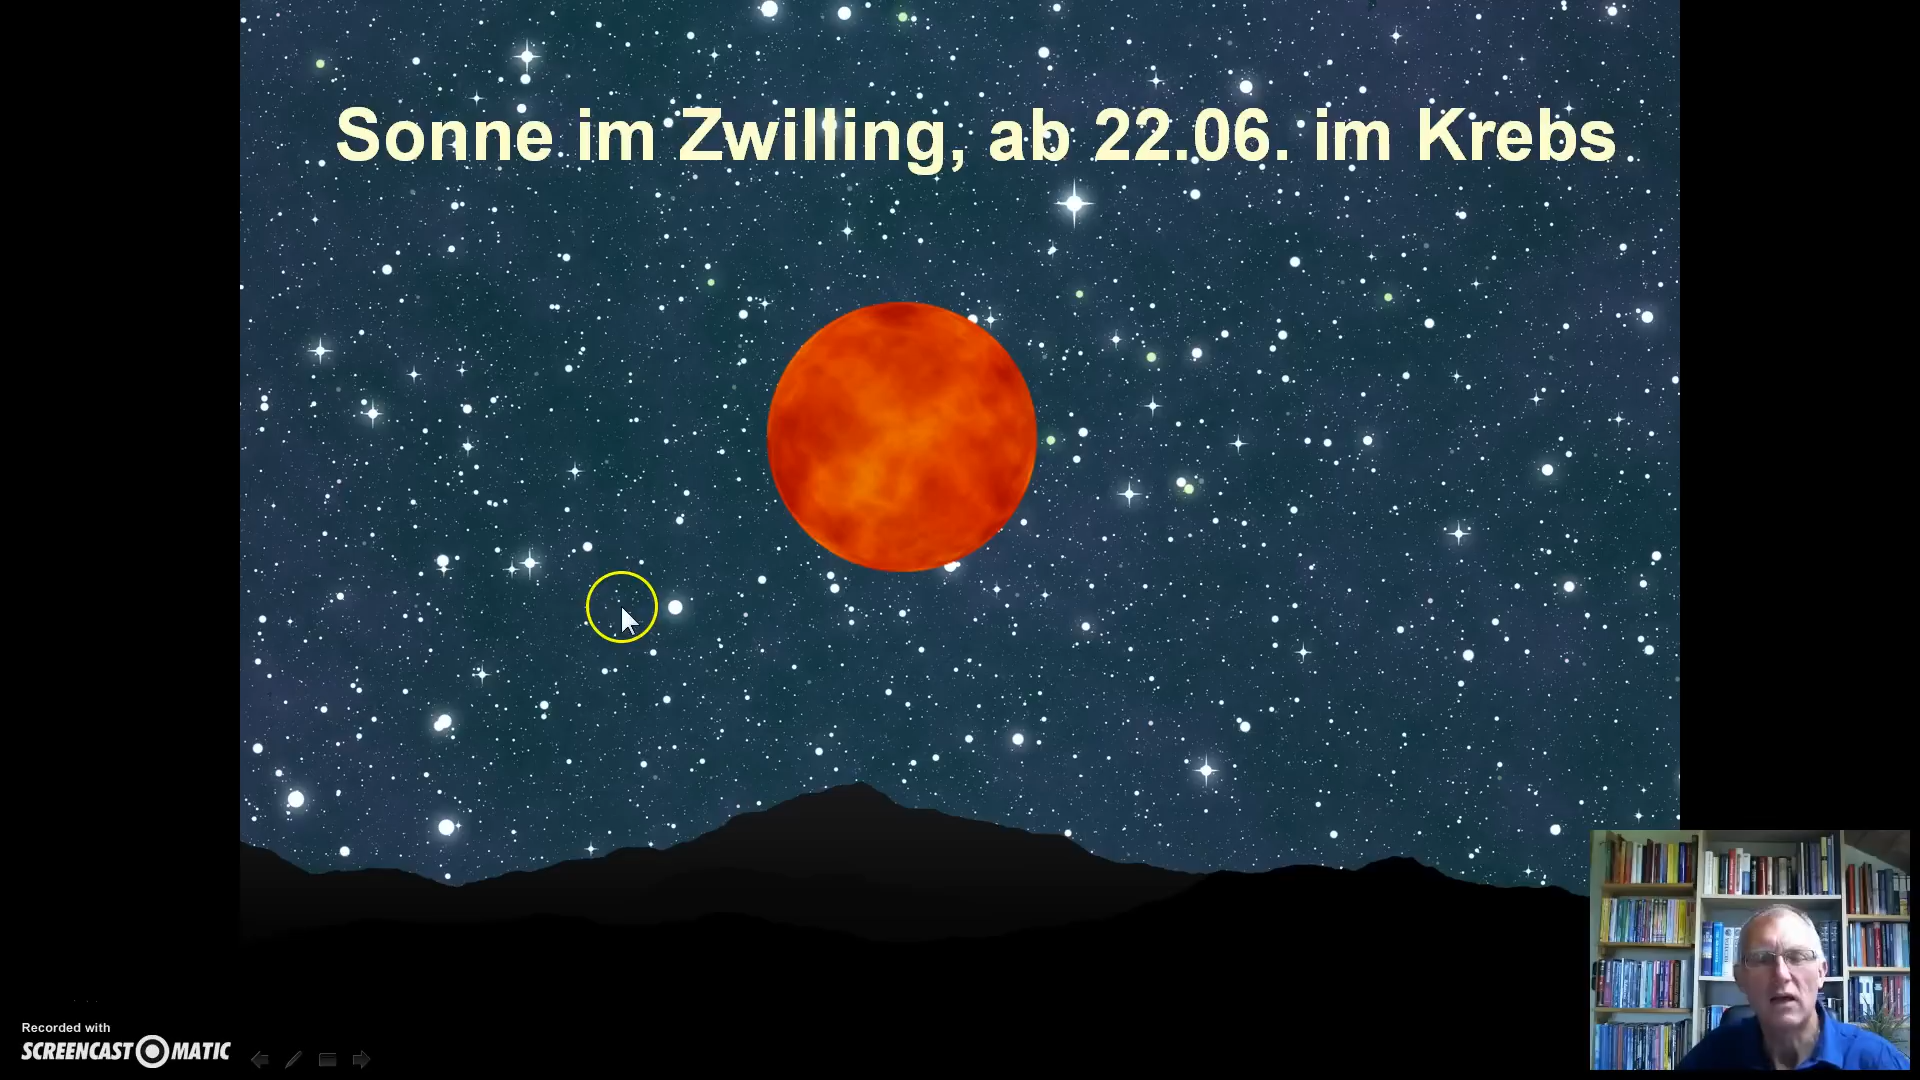 Sonne im Zwilling, ab 22.06. im Krebs
Recorded with
SCREENCAST MATIC